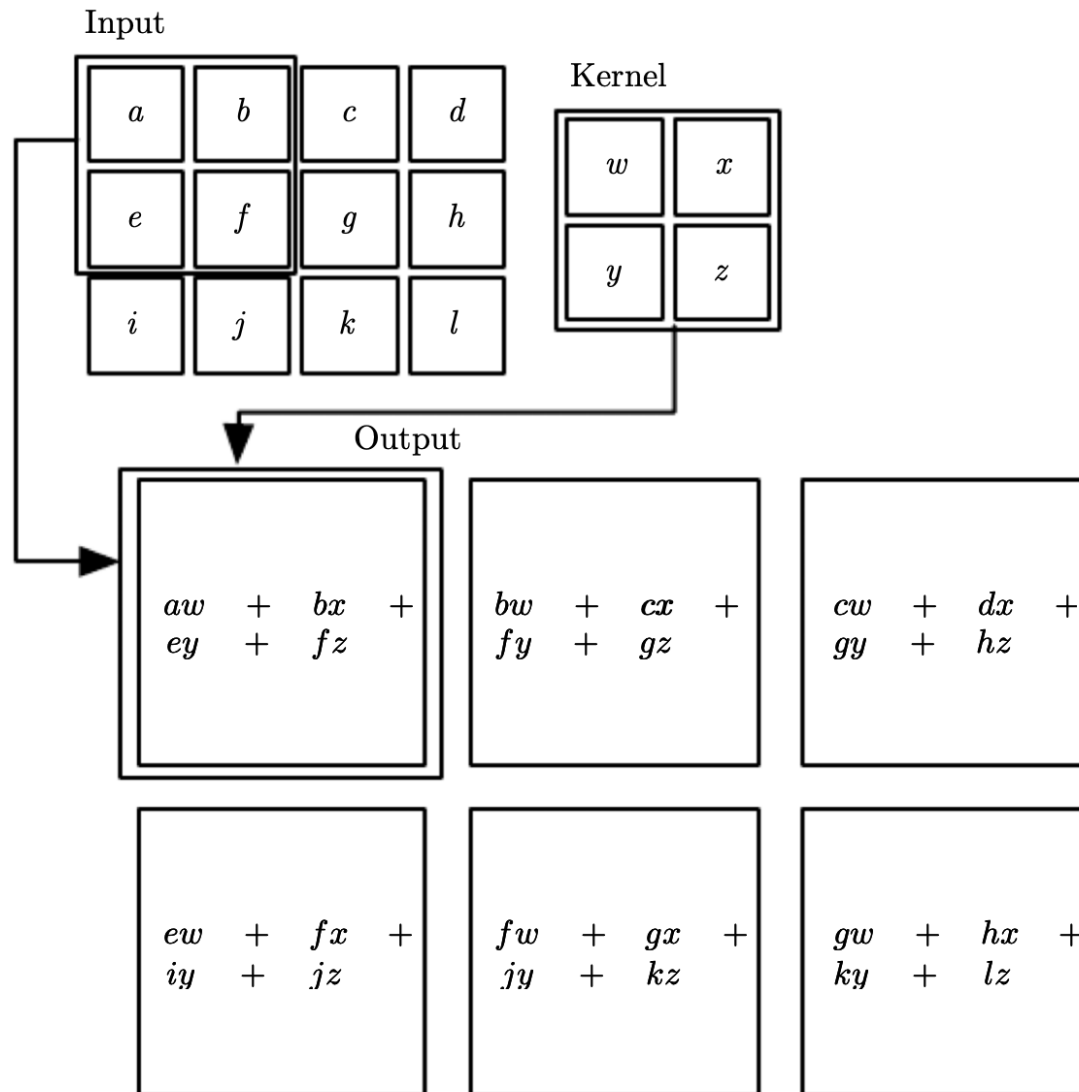 Input
Kernel
a b c d
w x
e f g h
y z
i j k l
Output
aw + bx +
ey + fz
bw + cx +
fy + gz
cw + dx +
gy + hz
ew + fx +
iy + jz
fw + gx +
jy + kz
gw + hx +
ky + lz